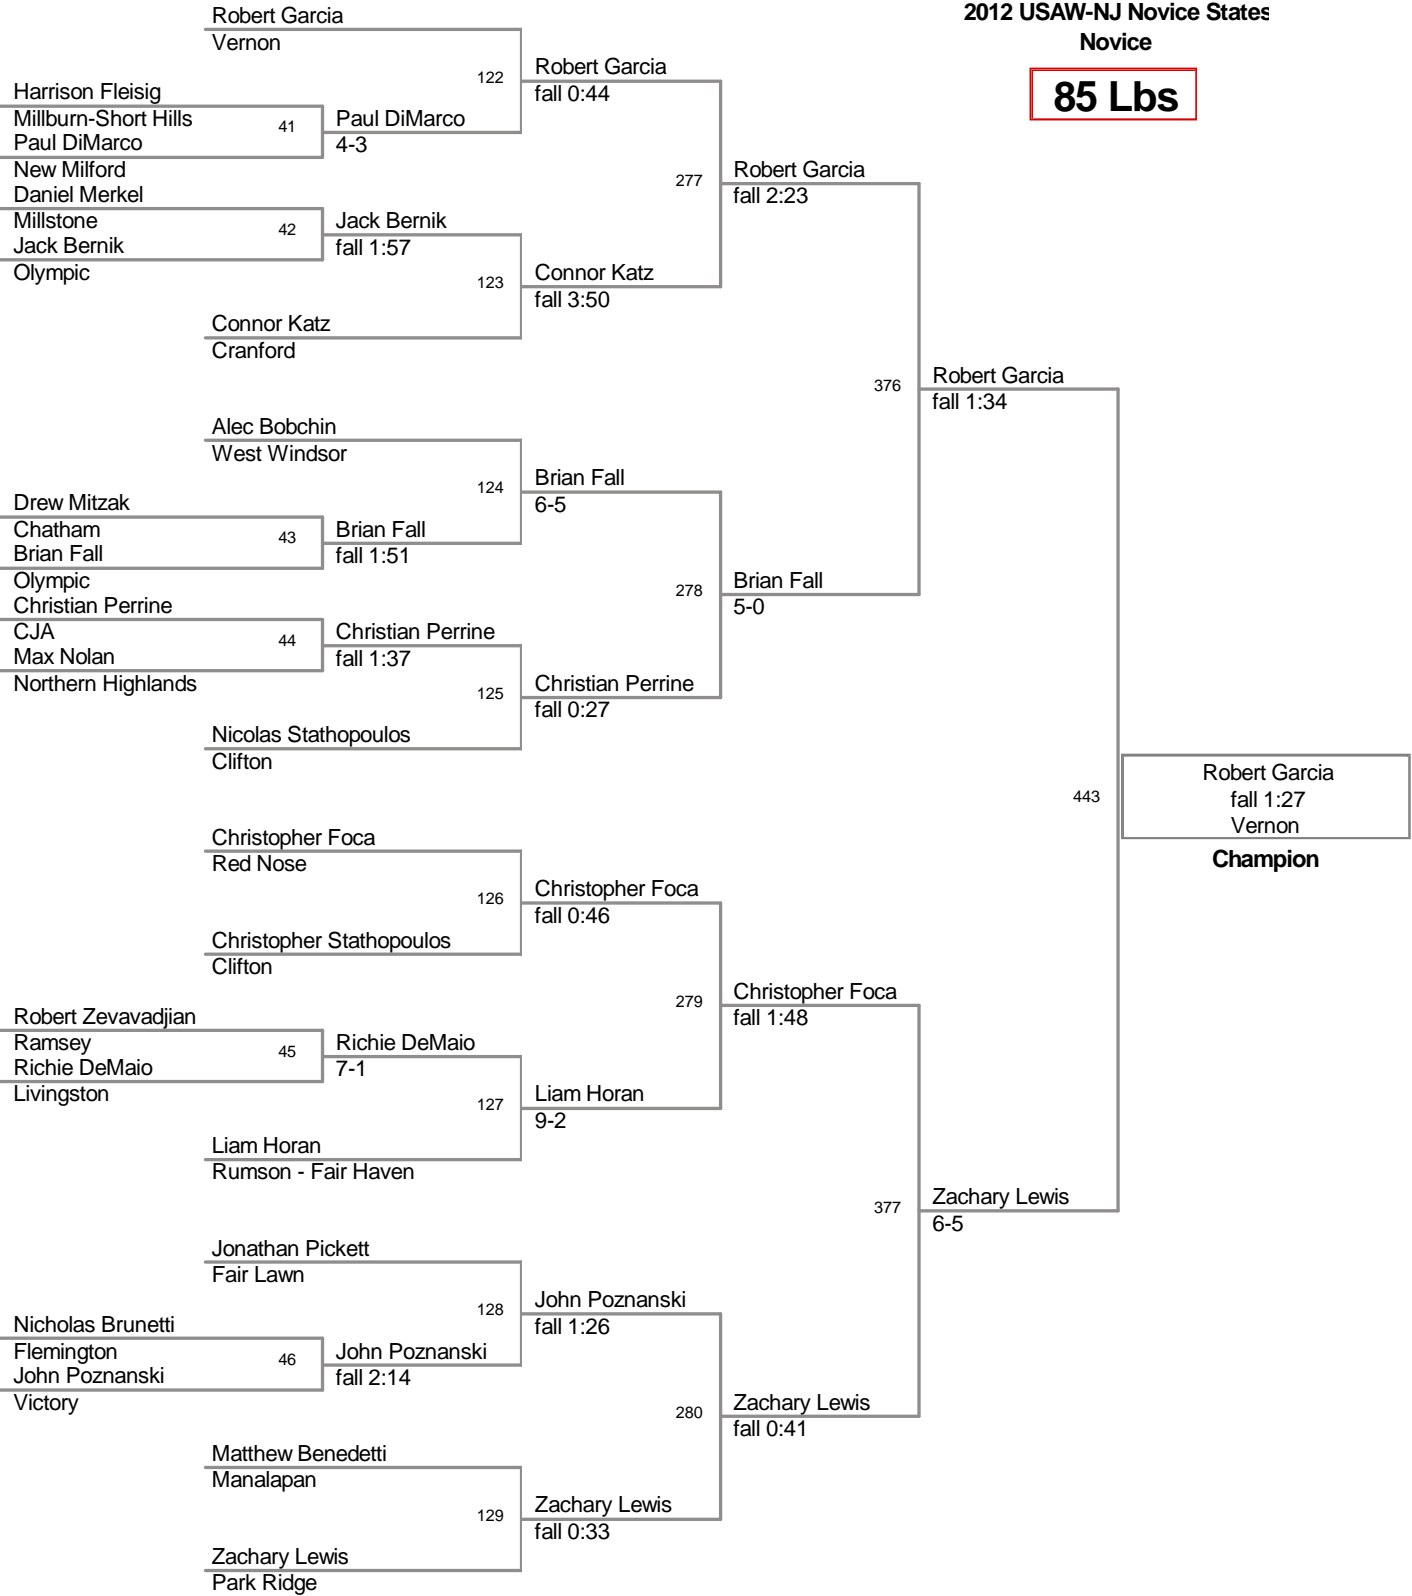 Robert Garcia
2012 USAW-NJ Novice States
Vernon
Novice
122
Robert Garcia
fall 0:44
85 Lbs
Harrison Fleisig
Millburn-Short Hills
41
Paul DiMarco
Paul DiMarco
4-3
New Milford
277
Robert Garcia
fall 2:23
Daniel Merkel
Millstone
42
Jack Bernik
Jack Bernik
fall 1:57
Olympic
123
Connor Katz
fall 3:50
Connor Katz
Cranford
376
Robert Garcia
fall 1:34
Alec Bobchin
West Windsor
124
Brian Fall
6-5
Drew Mitzak
Chatham
43
Brian Fall
Brian Fall
fall 1:51
Olympic
278
Brian Fall
5-0
Christian Perrine
CJA
44
Christian Perrine
Max Nolan
fall 1:37
Northern Highlands
125
Christian Perrine
fall 0:27
Nicolas Stathopoulos
Clifton
443
Robert Garcia
fall 1:27
Vernon
Champion
Christopher Foca
Red Nose
126
Christopher Foca
fall 0:46
Christopher Stathopoulos
Clifton
279
Christopher Foca
fall 1:48
Robert Zevavadjian
Ramsey
45
Richie DeMaio
Richie DeMaio
7-1
Livingston
127
Liam Horan
9-2
Liam Horan
Rumson - Fair Haven
377
Zachary Lewis
6-5
Jonathan Pickett
Fair Lawn
128
John Poznanski
fall 1:26
Nicholas Brunetti
Flemington
46
John Poznanski
John Poznanski
fall 2:14
Victory
280
Zachary Lewis
fall 0:41
Matthew Benedetti
Manalapan
129
Zachary Lewis
fall 0:33
Zachary Lewis
Park Ridge